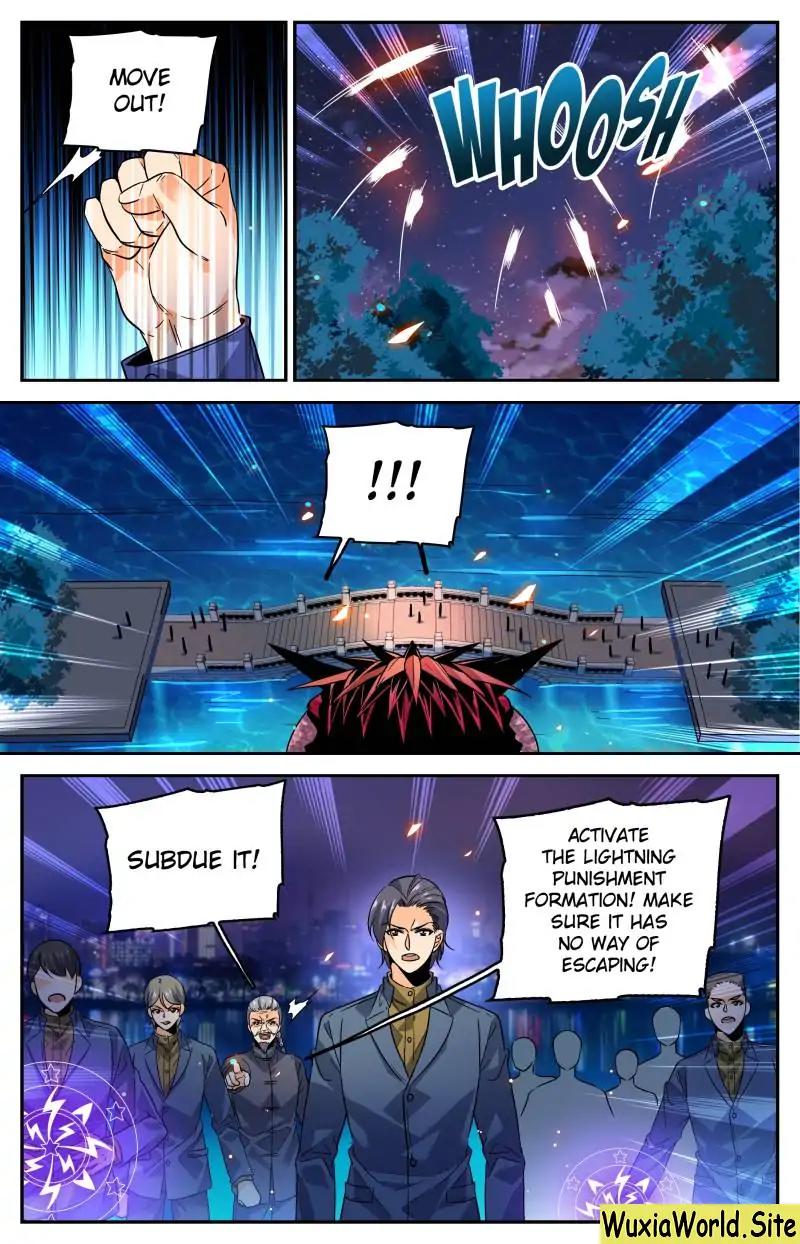 MOVE
OUT!
WHOOSH
!!!
SUBDUE IT!
ACTIVATE
THE LIGHTNING
PUNISHMENT
FORMATION! MAKE
SURE IT HAS
NO WAY OF
ESCAPING!
WuxiaWorld.Site